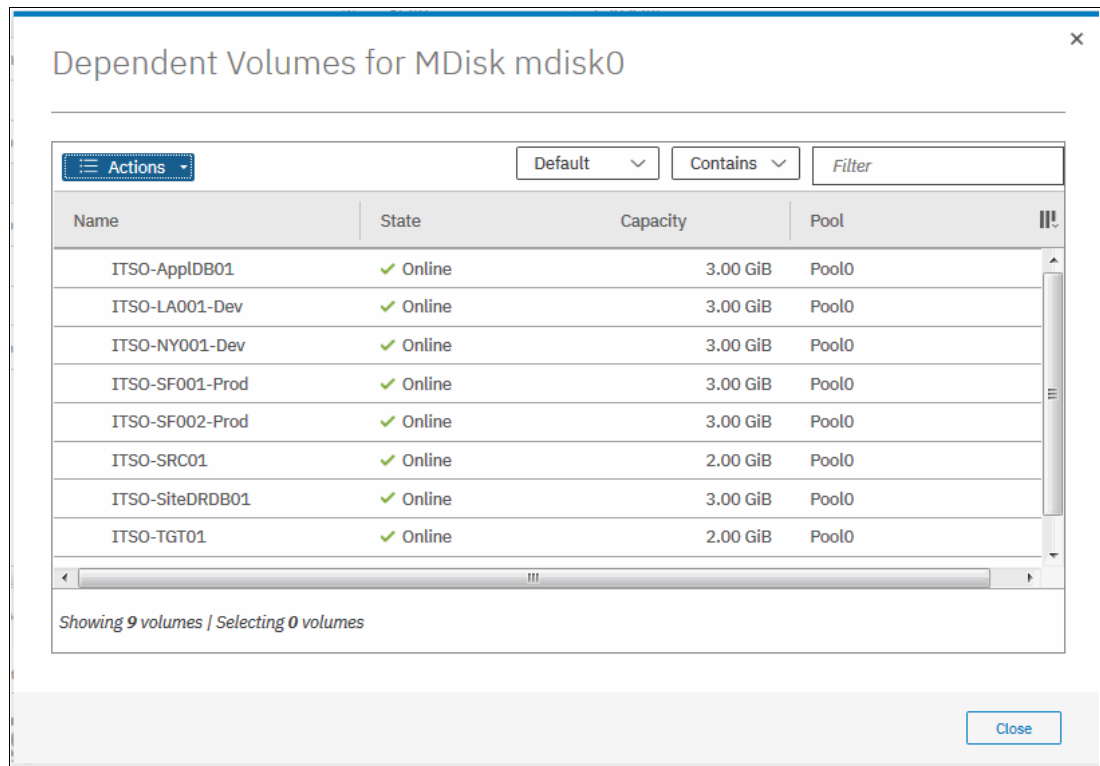 Dependent Volumes for MDisk mdisk0
Actions Default Contains Filter
Name State Capacity Pool
ITSO-ApplDB01 Online 3.00 GiB Pool0
ITSO-LA001-Dev Online 3.00 GiB Pool0
ITSO-NY001-Dev Online 3.00 GiB Pool0
ITSO-SF001-Prod Online 3.00 GiB Pool0
ITSO-SF002-Prod Online 3.00 GiB Pool0
ITSO-SRC01 Online 2.00 GiB Pool0
ITSO-SiteDRDB01 Online 3.00 GiB Pool0
ITSO-TGT01 Online 2.00 GiB Pool0
Showing 9 volumes | Selecting 0 volumes
Close